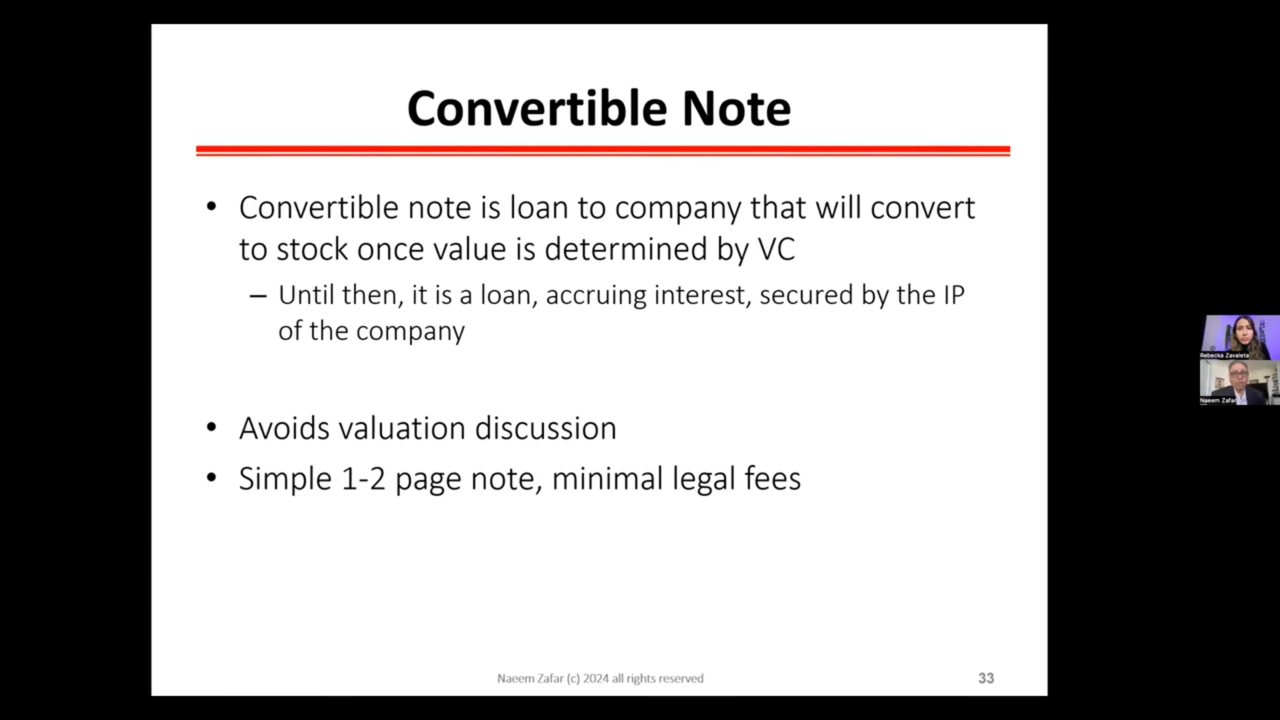 Convertible Note
• Convertible note is loan to company that will convert
to stock once value is determined by VC
– Until then, it is a loan, accruing interest, secured by the IP
of the company
• Avoids valuation discussion
• Simple 1-2 page note, minimal legal fees
Naeem Zafar (c) 2024 all rights reserved
33
Rebecka Zavaleta
Naeem Zafar